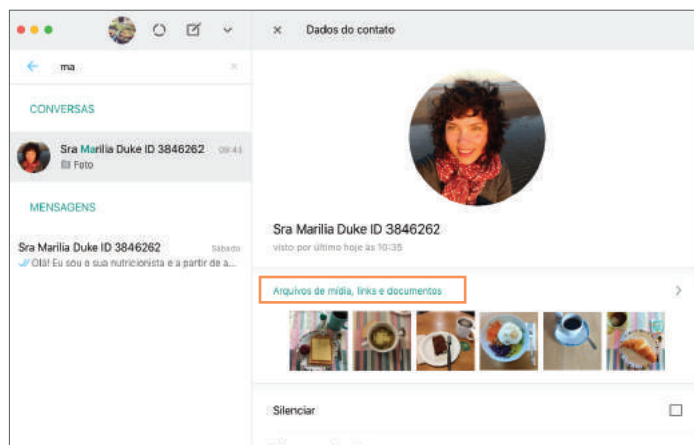 Dados do contato
ma
CONVERSAS
Sra Marilia Duke ID 3846262 09:41
Foto
MENSAGENS
Sra Marilia Duke ID 3846262 Sábado
Olá! Eu sou o sua nutricionista e a partir de a...
Sra Marilia Duke ID 3846262
visto por último hoje às 10:35
Arquivos de mídia, links e documentos
Silenciar